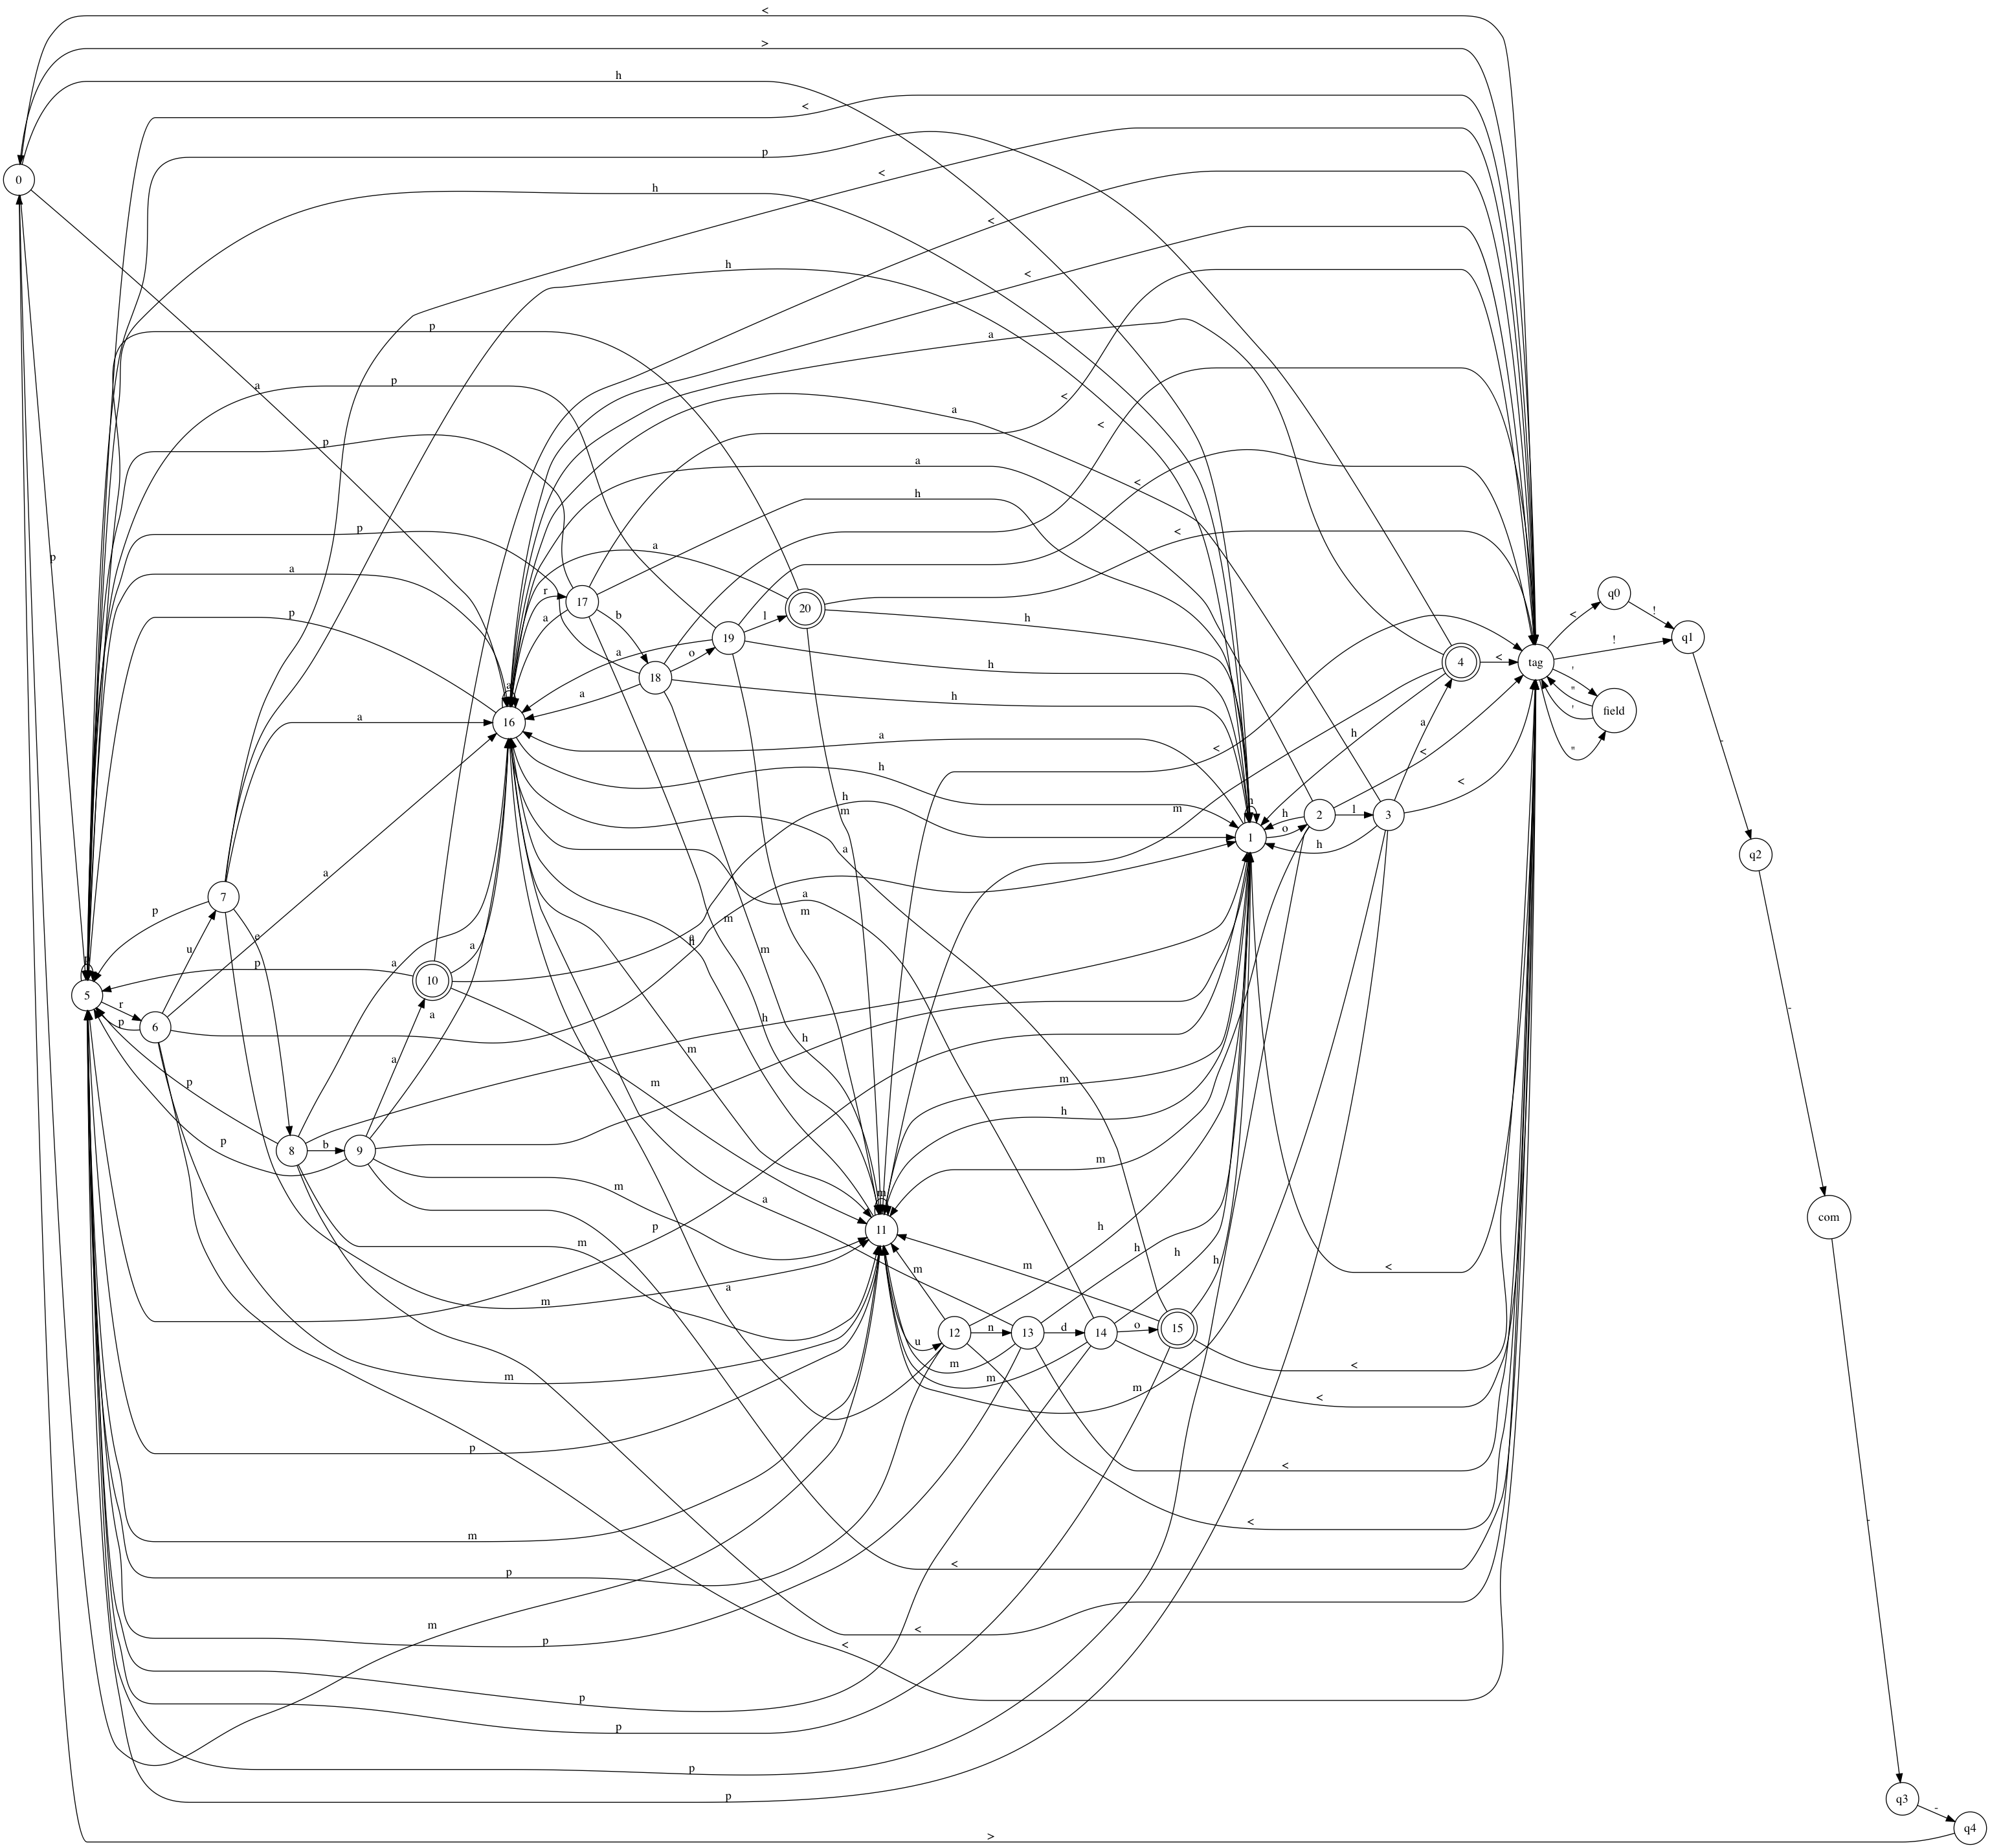 <
>
h
<
p
<
h
<
h
<
p
a
p
a
a
<
<
p
h
<
p
<
a
p
a
r
b
l
h
p
a
o
a
a
h
h
a
a
h
h
a
<
<
!
!
'
"
'
"
<
a
h
<
<
m
m
h
o
h
l
h
-
p
u
e
a
a
p
a
a
a
m
m
m
h
h
a
m
p
r
p
p
b
a
p
m
m
h
m
h
m
-
m
m
a
p
a
m
m
u
n
d
o
m
m
m
h
h
h
<
<
<
m
p
m
<
<
p
m
p
p
p
p
p
<
<
<
-
-
>
0
1
2
3
4
5
6
7
8
9
10
11
12
13
14
15
16
17
18
19
20
tag
field
q0
q1
q2
com
q3
q4